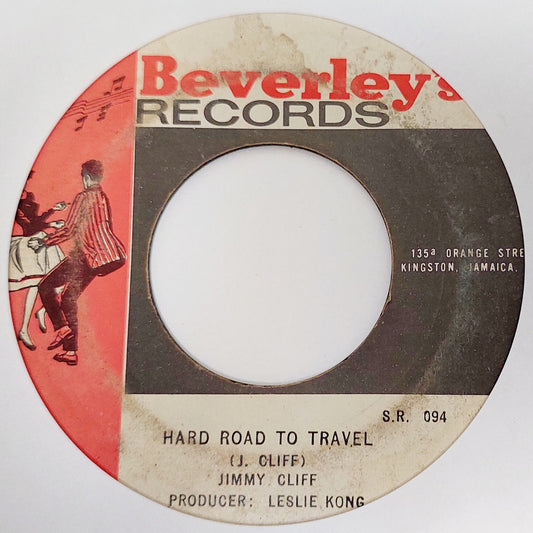 Beverley's
RECORDS
135a ORANGE STRE
KINGSTON, JAMAICA.
S.R. 094
HARD ROAD TO TRAVEL
(J. CLIFF)
JIMMY CLIFF
PRODUCER: LESLIE KONG